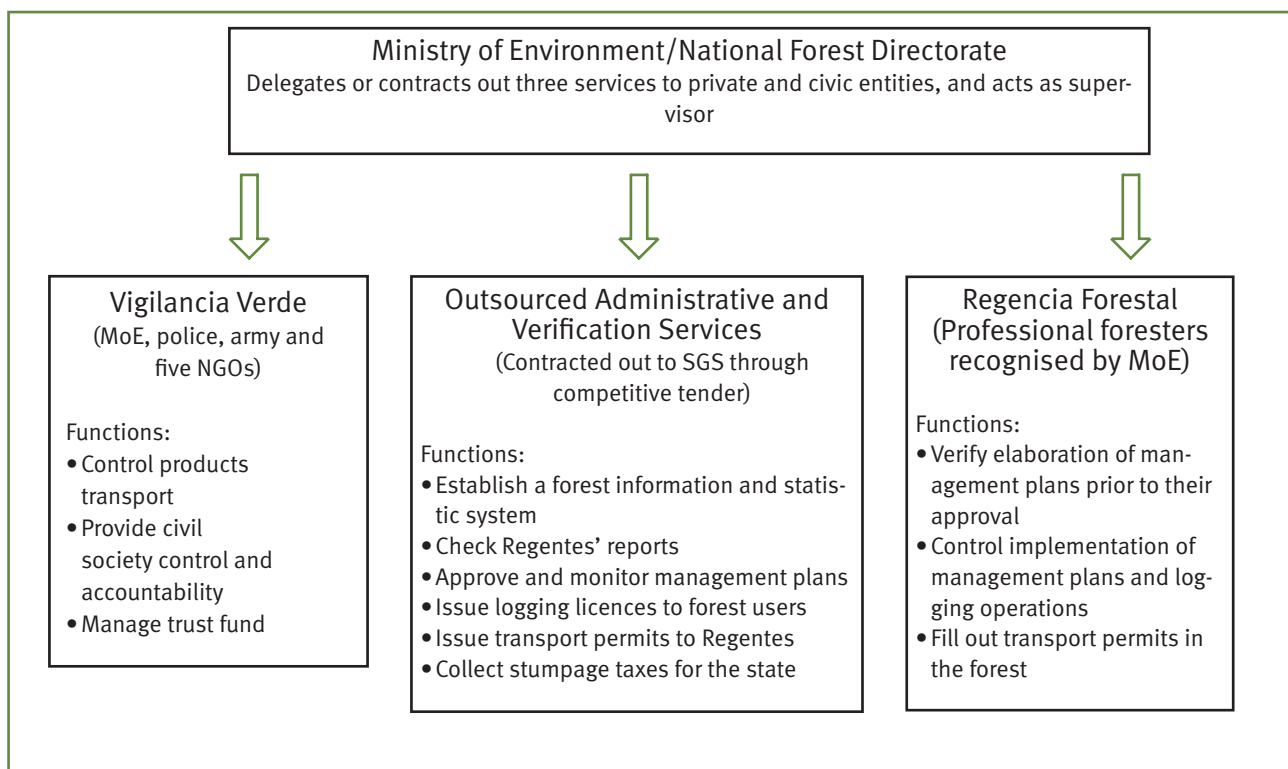 Ministry of Environment/National Forest Directorate
Delegates or contracts out three services to private and civic entities, and acts as super-
visor
Vigilancia Verde
(MoE, police, army and
five NGOs)
Functions:
• Control products
transport
• Provide civil
society control and
accountability
• Manage trust fund
Outsourced Administrative and
Verification Services
(Contracted out to SGS through
competitive tender)
Functions:
• Establish a forest information and statis-
tic system
• Check Regentes’ reports
• Approve and monitor management plans
• Issue logging licences to forest users
• Issue transport permits to Regentes
• Collect stumpage taxes for the state
Regencia Forestal
(Professional foresters
recognised by MoE)
Functions:
• Verify elaboration of man-
agement plans prior to their
approval
• Control implementation of
management plans and log-
ging operations
• Fill out transport permits in
the forest